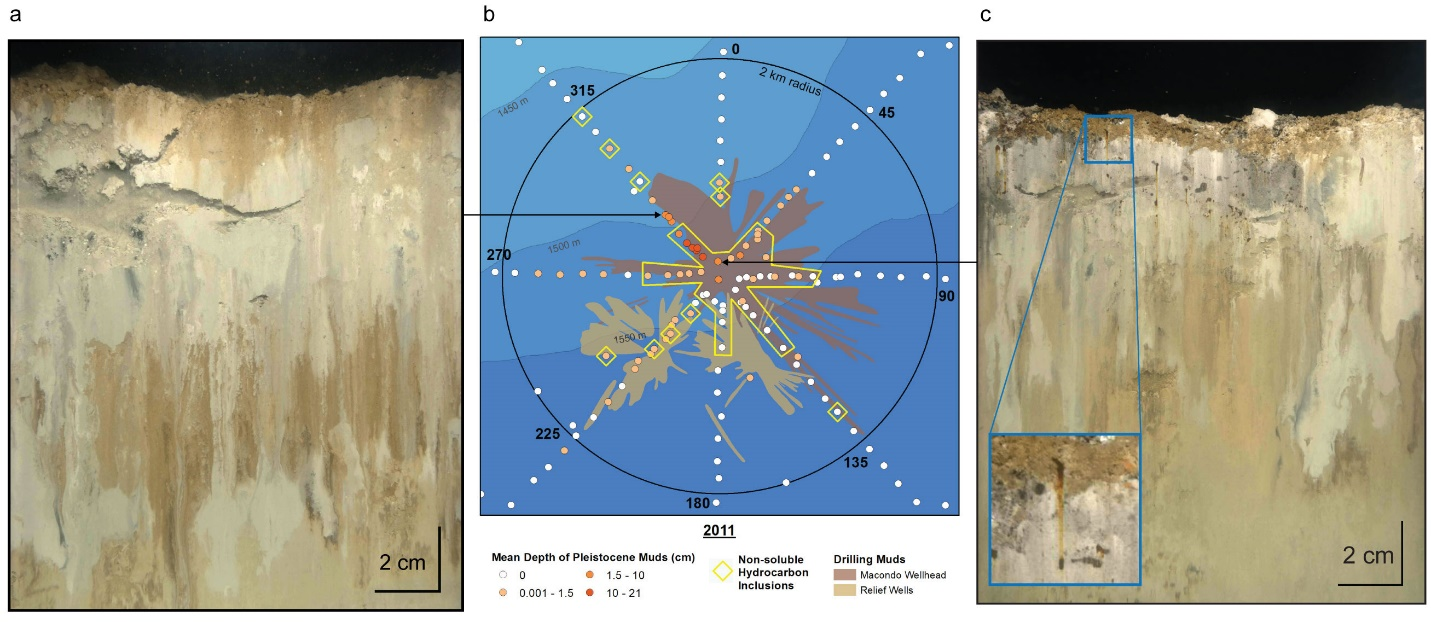 a
b
c
0
2 km radius
315
45
1450 m
1500 m
270
90
1550 m
225
135
180
2 cm
2 cm
2011
Mean Depth of Pleistocene Muds (cm)
0
1.5 - 10
0.001 - 1.5
10 - 21
Non-soluble
Hydrocarbon
Inclusions
Drilling Muds
Macondo Wellhead
Relief Wells